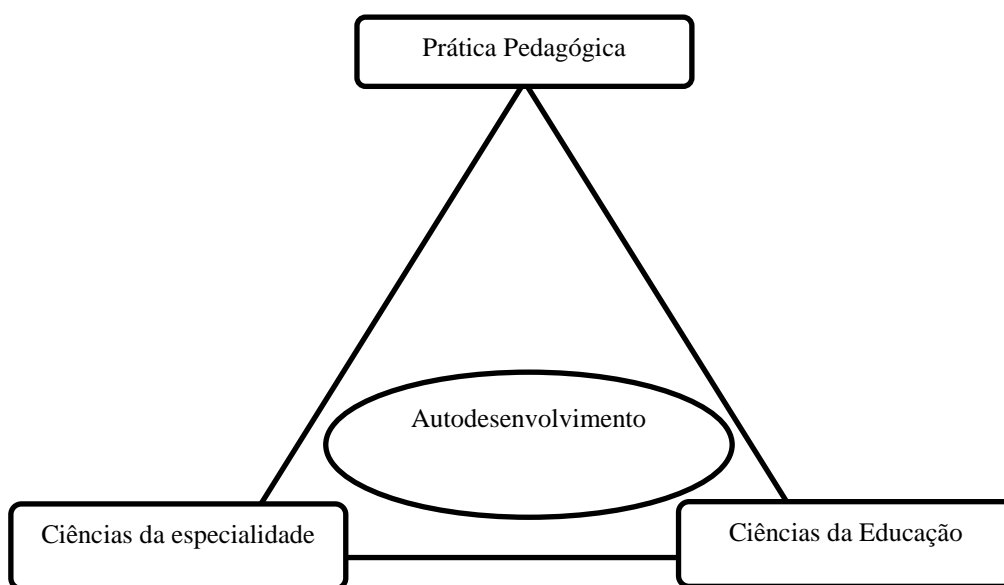 Prática Pedagógica
Autodesenvolvimento
Ciências da especialidade
Ciências da Educação